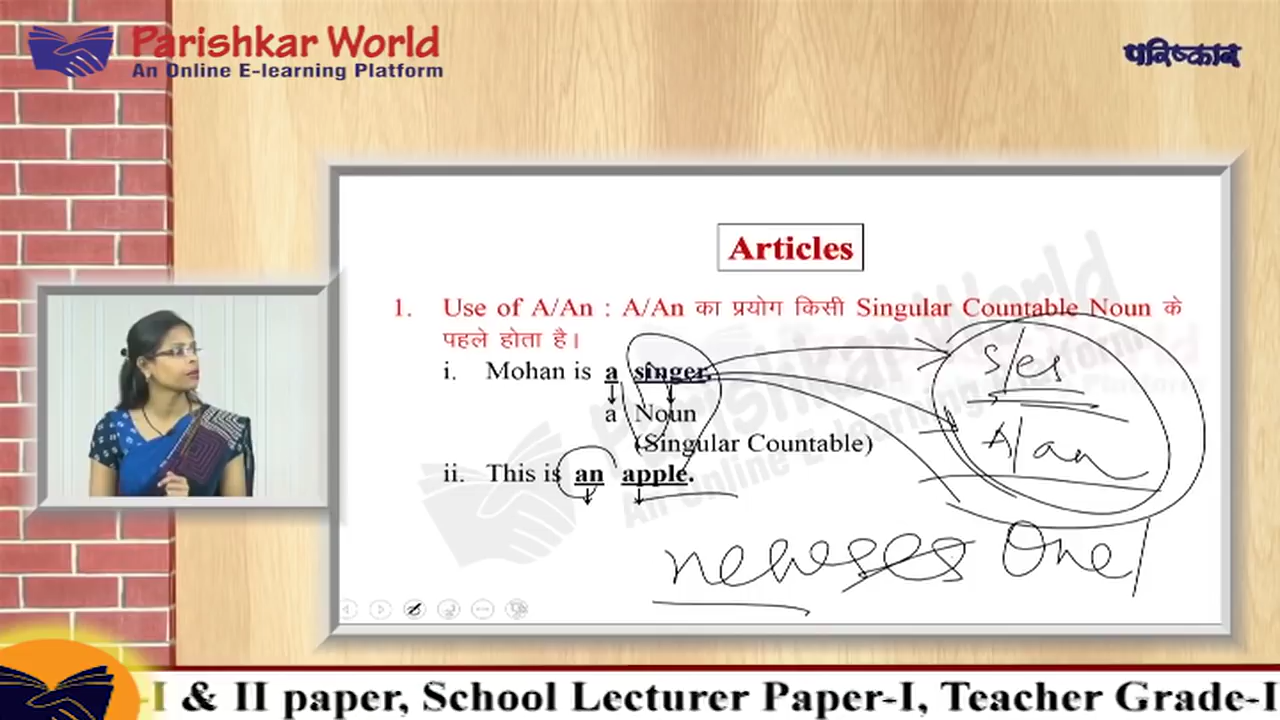 Parishkar World
An Online E-learning Platform
परिष्कार
Articles
1. Use of A/An : A/An का प्रयोग किसी Singular Countable Noun के
पहले होता है।
i. Mohan is a singer.
a Noun
(Singular Countable)
ii. This is an apple.
s/es
A/an
newses One/
-I & II paper, School Lecturer Paper-I, Teacher Grade-I